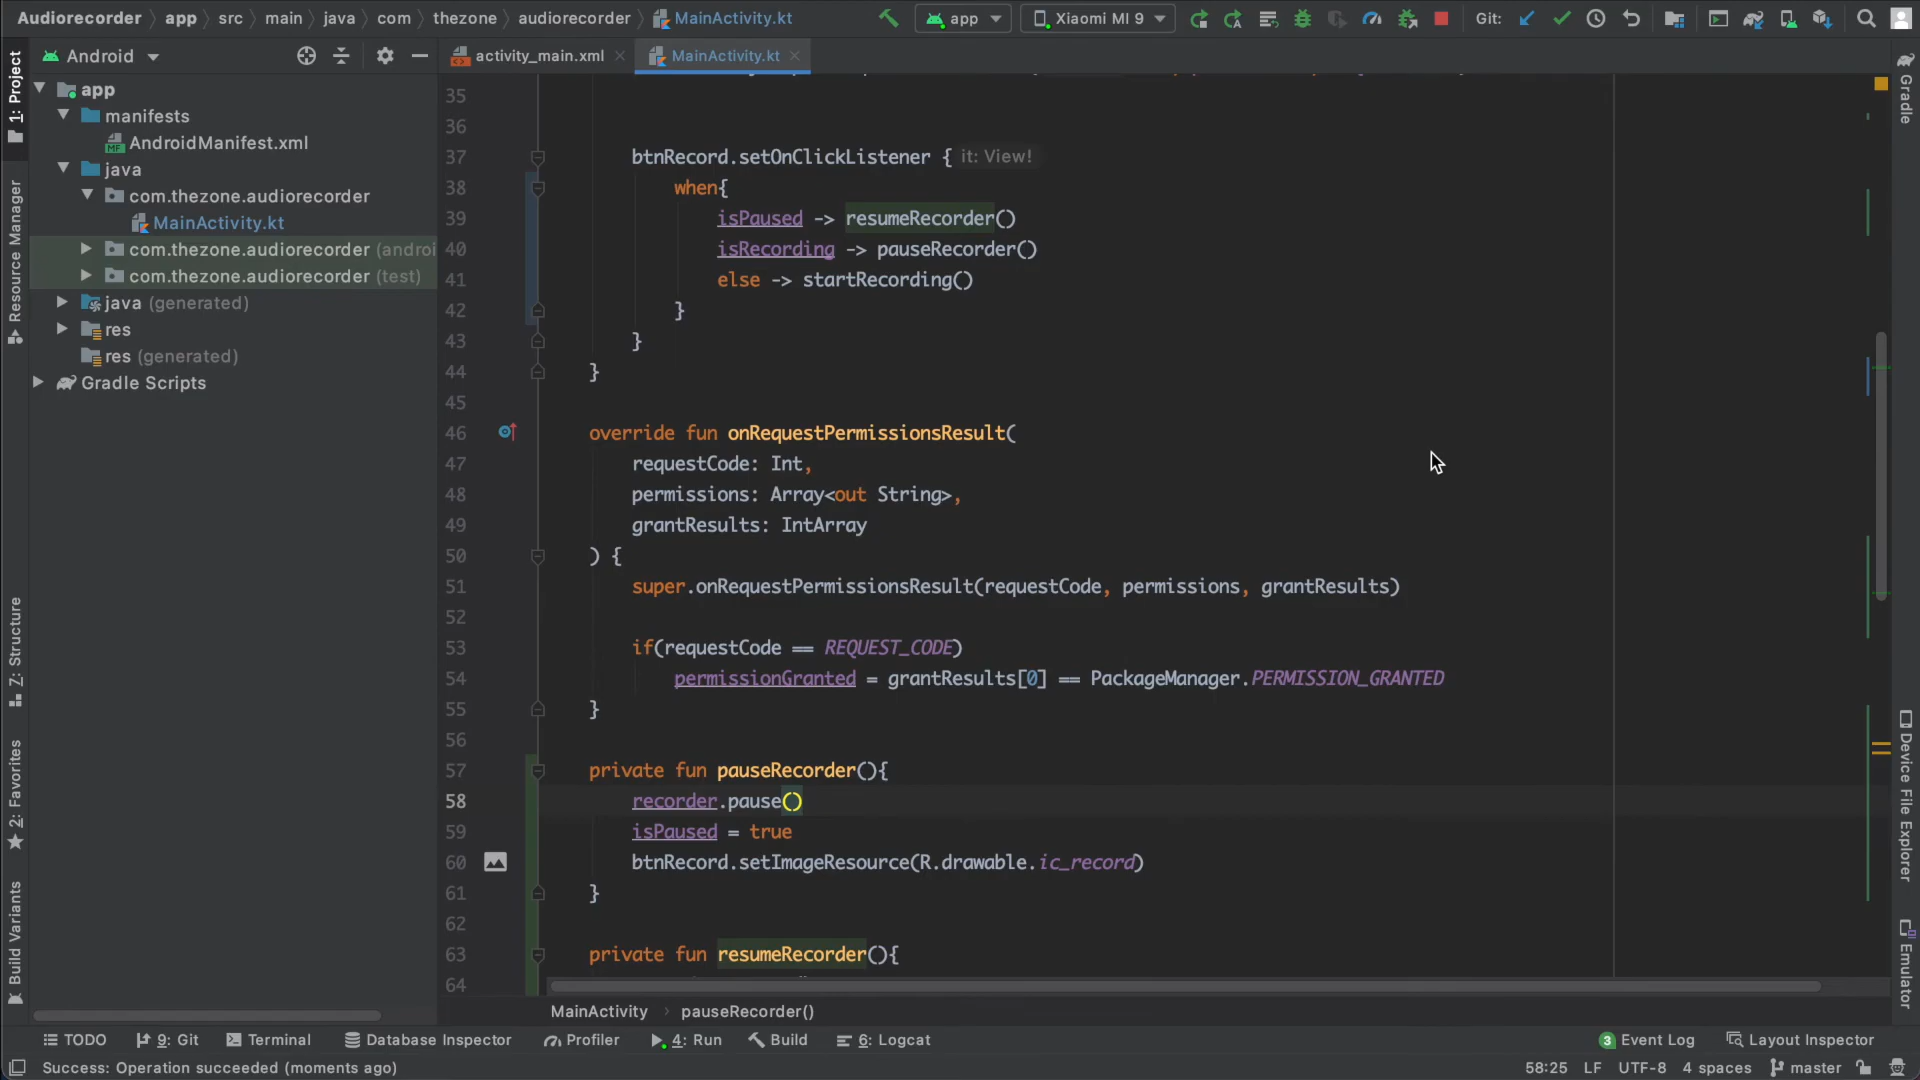 Audiorecorder app src main java com thezone audiorecorder MainActivity.kt app Xiaomi MI 9 Git:
Android activity_main.xml MainActivity.kt
1: Project
Resource Manager
7: Structure
2: Favorites
Build Variants
app
manifests
AndroidManifest.xml
java
com.thezone.audiorecorder
MainActivity.kt
com.thezone.audiorecorder (androi
com.thezone.audiorecorder (test)
java (generated)
res
res (generated)
Gradle Scripts
35
36
37 btnRecord.setOnClickListener { it: View!
38 when{
39 isPaused -> resumeRecorder()
40 isRecording -> pauseRecorder()
41 else -> startRecording()
42 }
43 }
44 }
45
46 override fun onRequestPermissionsResult(
47 requestCode: Int,
48 permissions: Array<out String>,
49 grantResults: IntArray
50 ) {
51 super.onRequestPermissionsResult(requestCode, permissions, grantResults)
52
53 if(requestCode == REQUEST_CODE)
54 permissionGranted = grantResults[0] == PackageManager.PERMISSION_GRANTED
55 }
56
57 private fun pauseRecorder(){
58 recorder.pause()
59 isPaused = true
60 btnRecord.setImageResource(R.drawable.ic_record)
61 }
62
63 private fun resumeRecorder(){
64
Gradle
Device File Explorer
Emulator
MainActivity pauseRecorder()
TODO 9: Git Terminal Database Inspector Profiler 4: Run Build 6: Logcat 3 Event Log Layout Inspector
Success: Operation succeeded (moments ago) 58:25 LF UTF-8 4 spaces master